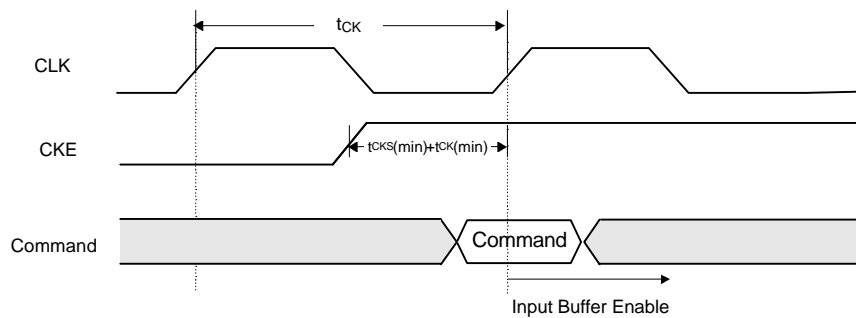 tCK
CLK
CKE
tCKS(min)+tCK(min)
Command
Command
Input Buffer Enable